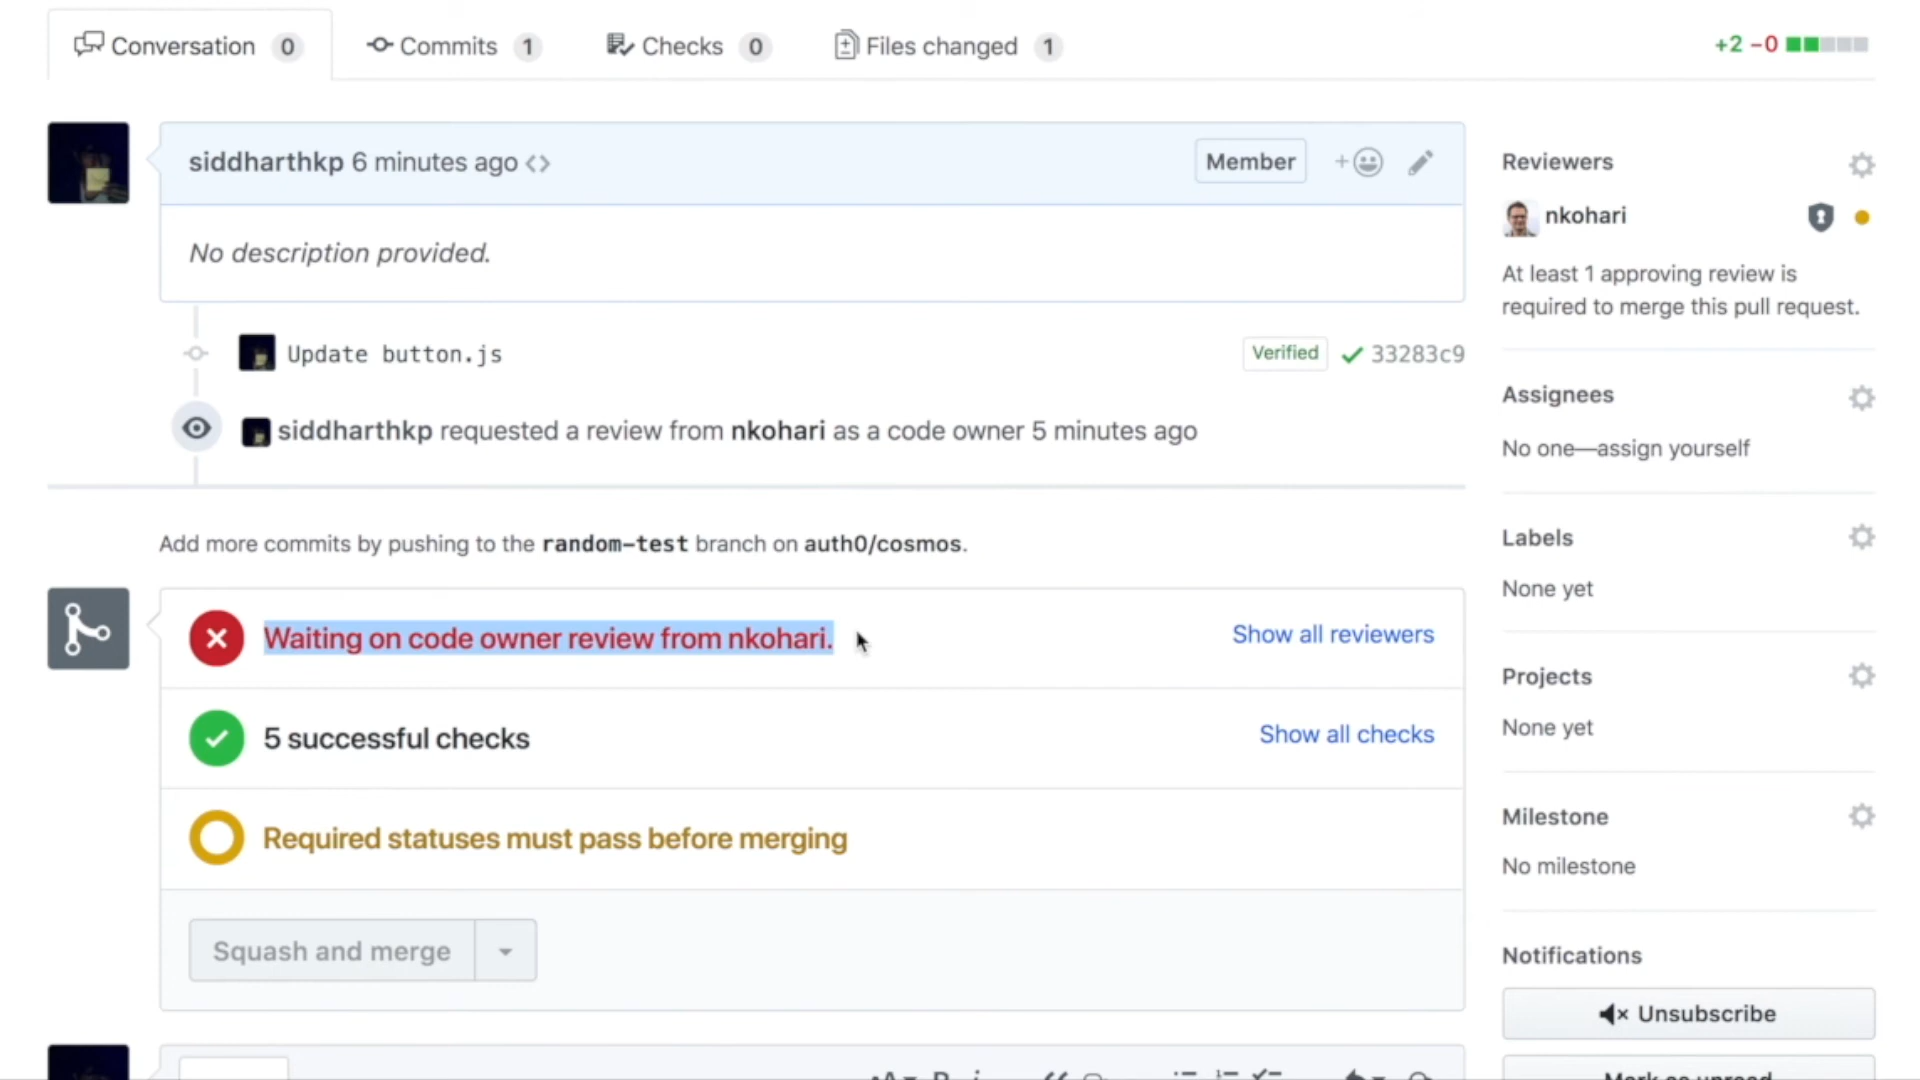 Conversation 0 Commits 1 Checks 0 Files changed 1 +2 −0
siddharthkp 6 minutes ago Member
No description provided.
Update button.js Verified 33283c9
siddharthkp requested a review from nkohari as a code owner 5 minutes ago
Add more commits by pushing to the random-test branch on auth0/cosmos.
Waiting on code owner review from nkohari. Show all reviewers
5 successful checks Show all checks
Required statuses must pass before merging
Squash and merge
Reviewers
nkohari
At least 1 approving review is
required to merge this pull request.
Assignees
No one—assign yourself
Labels
None yet
Projects
None yet
Milestone
No milestone
Notifications
Unsubscribe
Mark as unread